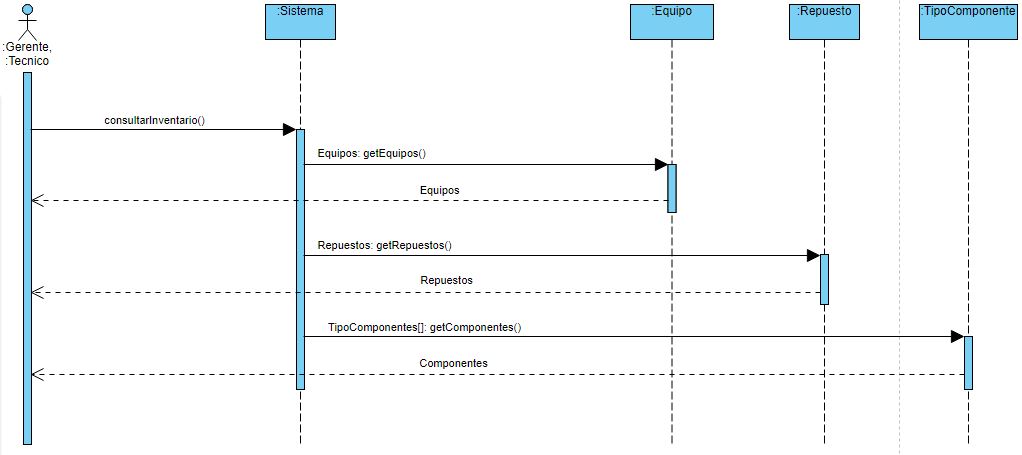 :Sistema
:Equipo
:Repuesto
:TipoComponente
:Gerente,
:Tecnico
consultarInventario()
Equipos: getEquipos()
Equipos
Repuestos: getRepuestos()
Repuestos
TipoComponentes[]: getComponentes()
Componentes